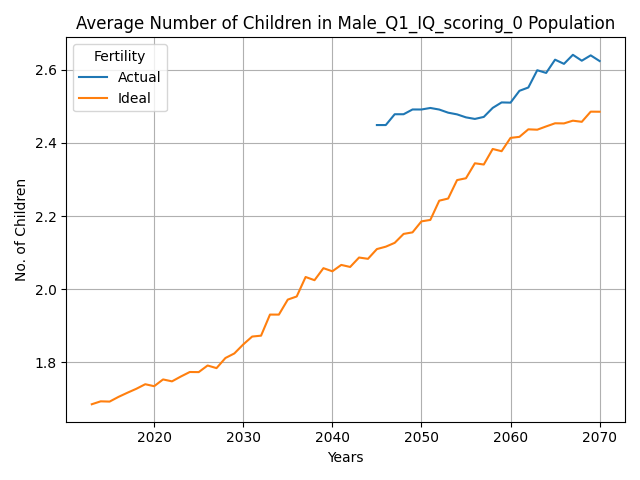 Average Number of Children in Male_Q1_IQ_scoring_0 Population
Fertility
Actual
Ideal
No. of Children
2.6
2.4
2.2
2.0
1.8
2020 2030 2040 2050 2060 2070
Years